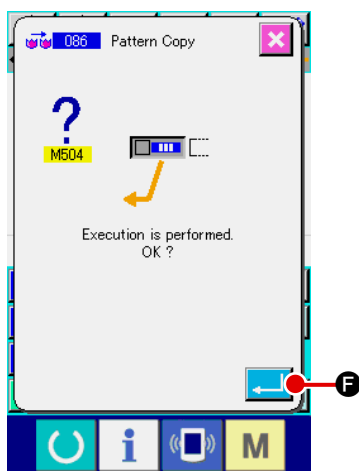 086 Pattern Copy
?
M504
Execution is performed.
OK ?
F
i
M